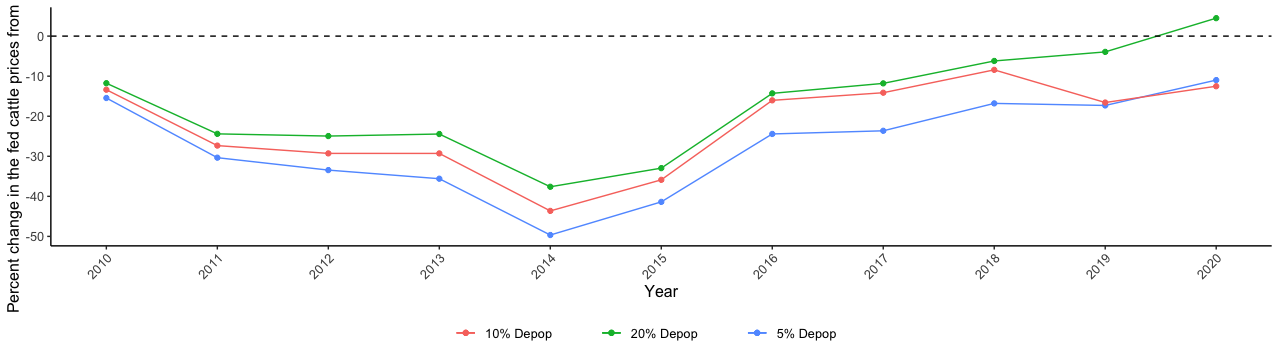 Percent change in the fed cattle prices from
0
-10
-20
-30
-40
-50
2010 2011 2012 2013 2014 2015 2016 2017 2018 2019 2020
Year
10% Depop 20% Depop 5% Depop